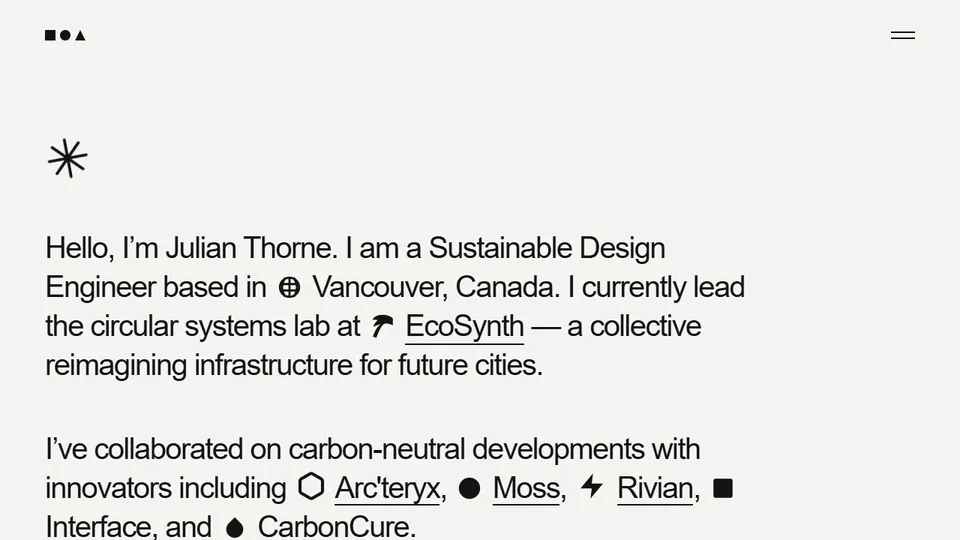 Hello, I’m Julian Thorne. I am a Sustainable Design
Engineer based in Vancouver, Canada. I currently lead
the circular systems lab at EcoSynth — a collective
reimagining infrastructure for future cities.
I’ve collaborated on carbon-neutral developments with
innovators including Arc'teryx, Moss, Rivian,
Interface, and CarbonCure.